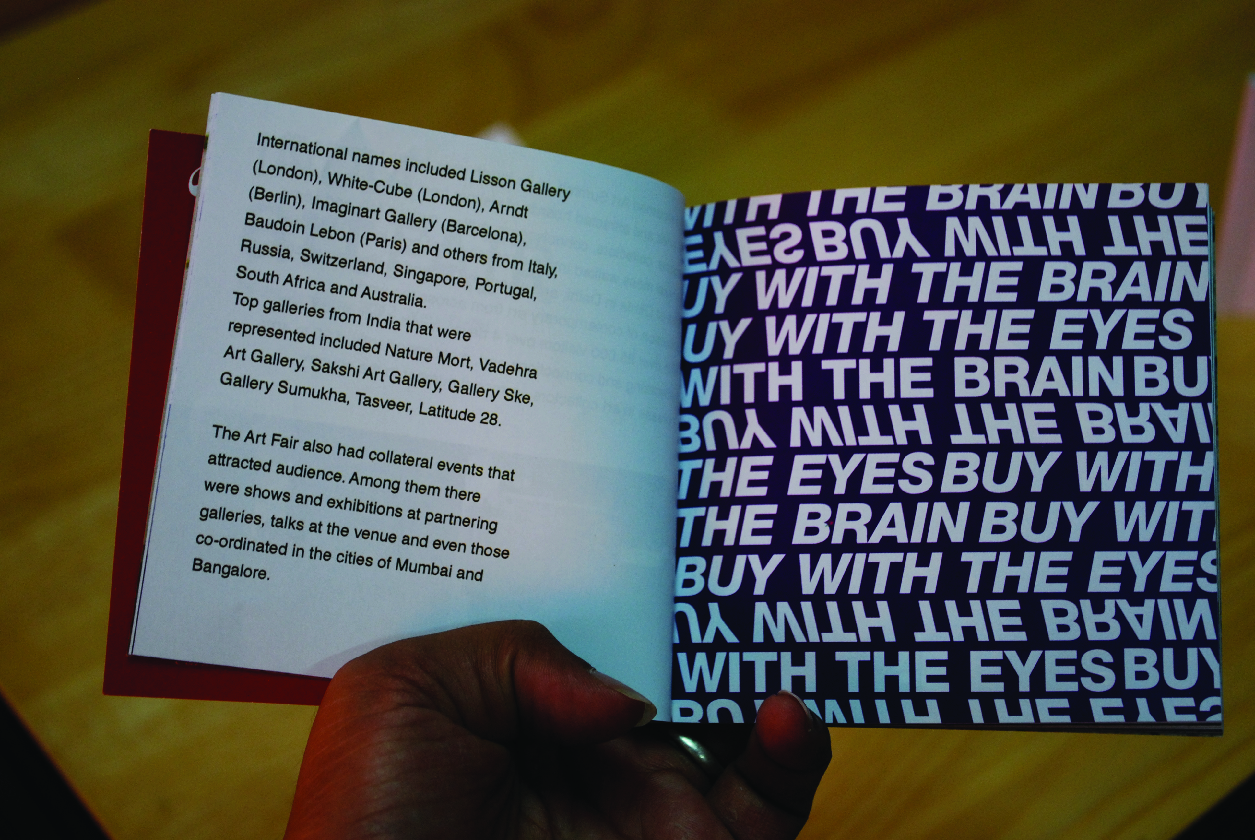 International names included Lisson Gallery
(London), White-Cube (London), Arndt
(Berlin), Imaginart Gallery (Barcelona),
Baudoin Lebon (Paris) and others from Italy,
Russia, Switzerland, Singapore, Portugal,
South Africa and Australia.
Top galleries from India that were
represented included Nature Mort, Vadehra
Art Gallery, Sakshi Art Gallery, Gallery Ske,
Gallery Sumukha, Tasveer, Latitude 28.
The Art Fair also had collateral events that
attracted audience. Among them there
were shows and exhibitions at partnering
galleries, talks at the venue and even those
co-ordinated in the cities of Mumbai and
Bangalore.
WITH THE BRAIN BUY
EYES BUY WITH THE
UY WITH THE BRAIN
UY WITH THE EYES
WITH THE BRAIN BU
BUY WITH THE BRAI
THE EYES BUY WITH
THE BRAIN BUY WIT
BUY WITH THE EYES
UY WITH THE BRAIN
WITH THE EYES BUY
BUY WITH THE EYES